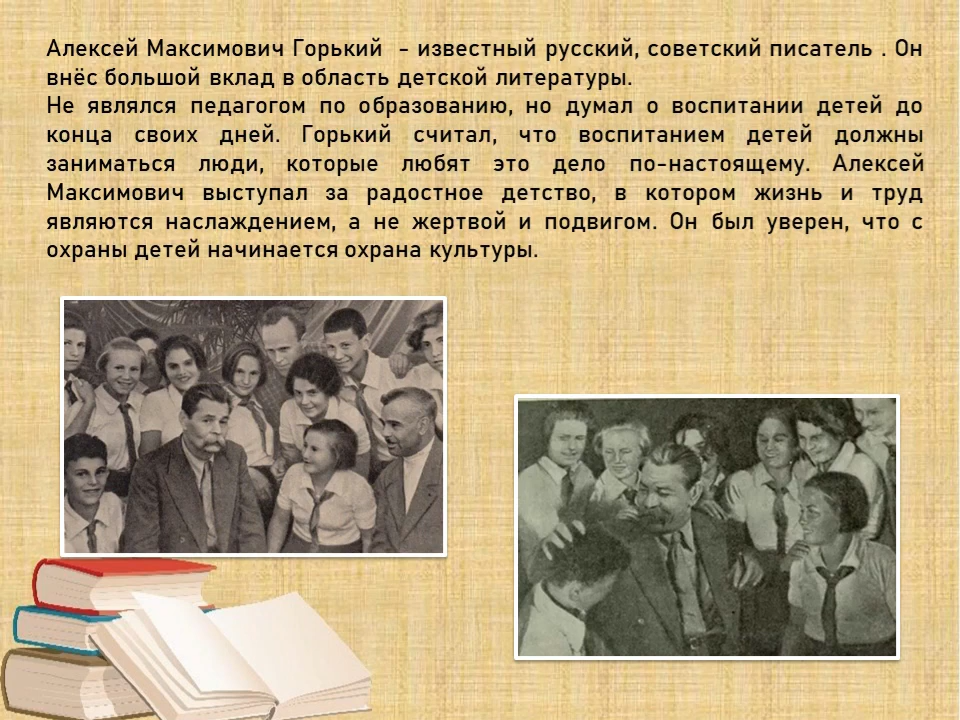 Алексей Максимович Горький - известный русский, советский писатель . Он
внёс большой вклад в область детской литературы.
Не являлся педагогом по образованию, но думал о воспитании детей до
конца своих дней. Горький считал, что воспитанием детей должны
заниматься люди, которые любят это дело по-настоящему. Алексей
Максимович выступал за радостное детство, в котором жизнь и труд
являются наслаждением, а не жертвой и подвигом. Он был уверен, что с
охраны детей начинается охрана культуры.